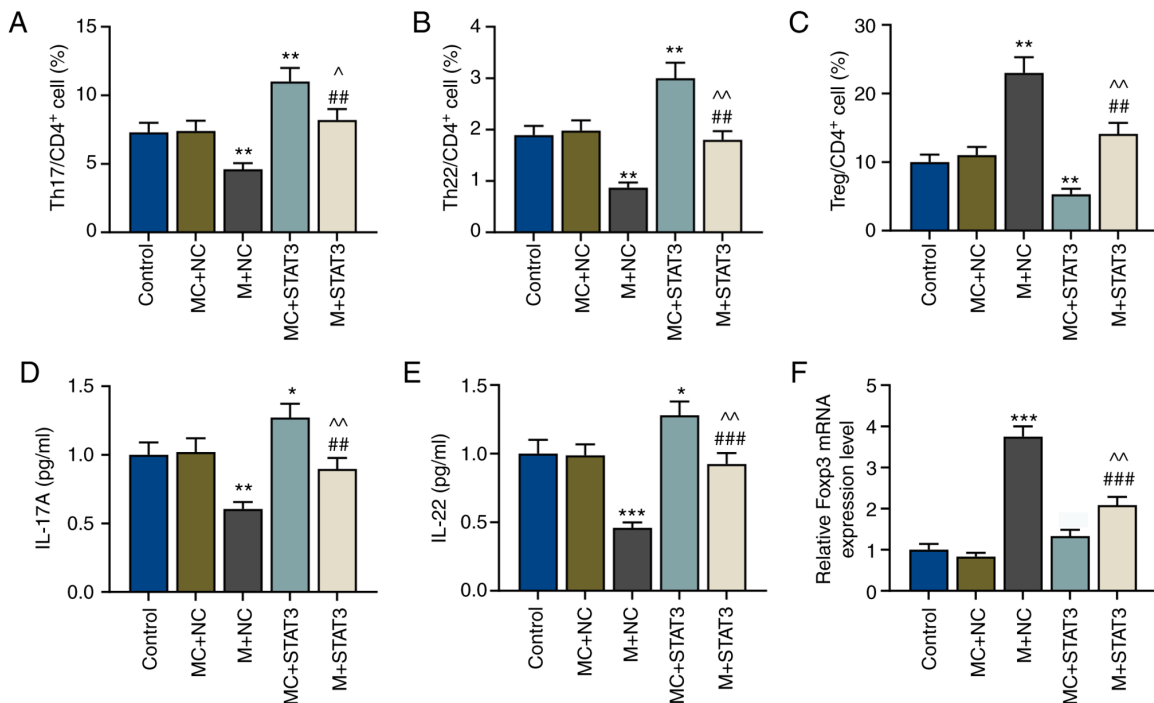 A
Th17/CD4+ cell (%)
15
10
5
0
**
**
^
##
Control
MC+NC
M+NC
MC+STAT3
M+STAT3
B
Th22/CD4+ cell (%)
4
3
2
1
0
**
**
^^
##
Control
MC+NC
M+NC
MC+STAT3
M+STAT3
C
Treg/CD4+ cell (%)
30
20
10
0
**
**
^^
##
Control
MC+NC
M+NC
MC+STAT3
M+STAT3
D
IL-17A (pg/ml)
1.5
1.0
0.5
0.0
**
*
^^
##
Control
MC+NC
M+NC
MC+STAT3
M+STAT3
E
IL-22 (pg/ml)
1.5
1.0
0.5
0.0
***
*
^^
###
Control
MC+NC
M+NC
MC+STAT3
M+STAT3
F
Relative Foxp3 mRNA
expression level
5
4
3
2
1
0
***
^^
###
Control
MC+NC
M+NC
MC+STAT3
M+STAT3